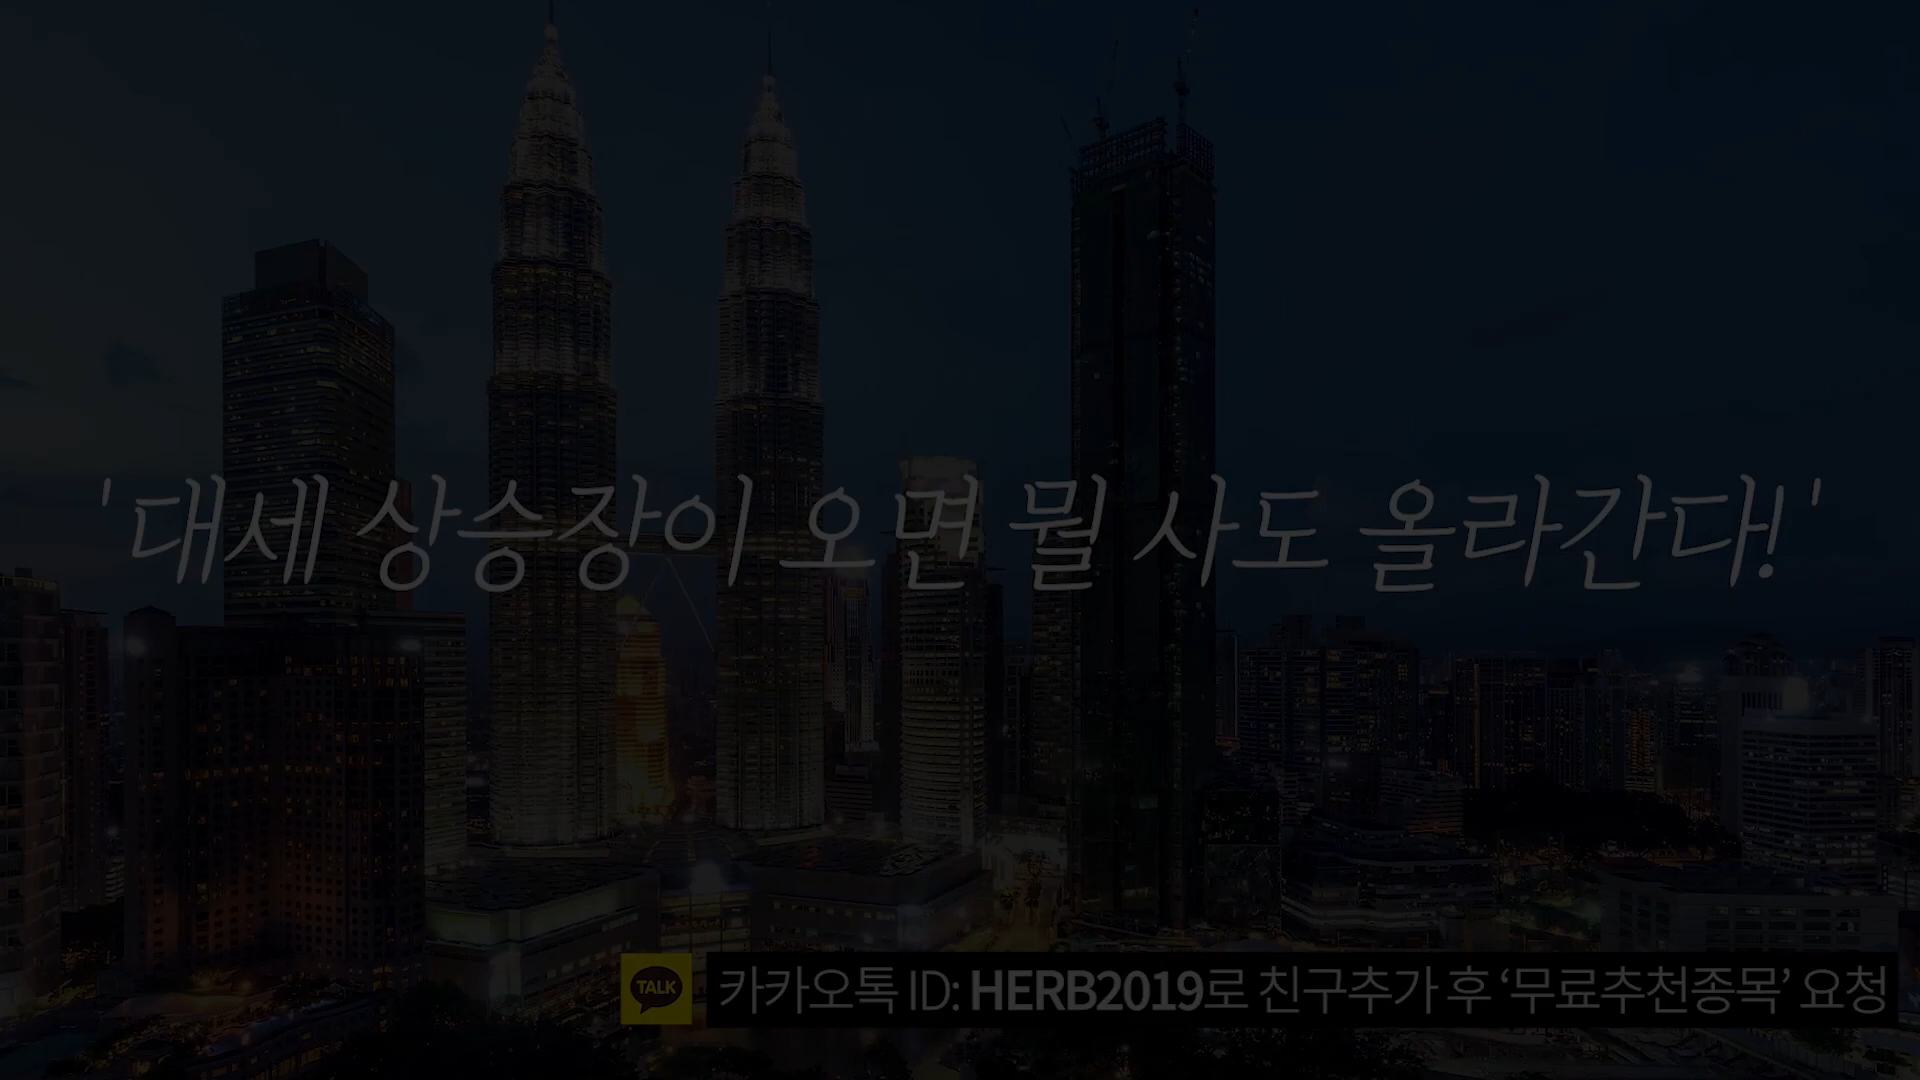 '대세 상승장이 오면 뭘 사도 올라간다!'
TALK 카카오톡 ID: HERB2019로 친구추가 후 ‘무료추천종목’ 요청